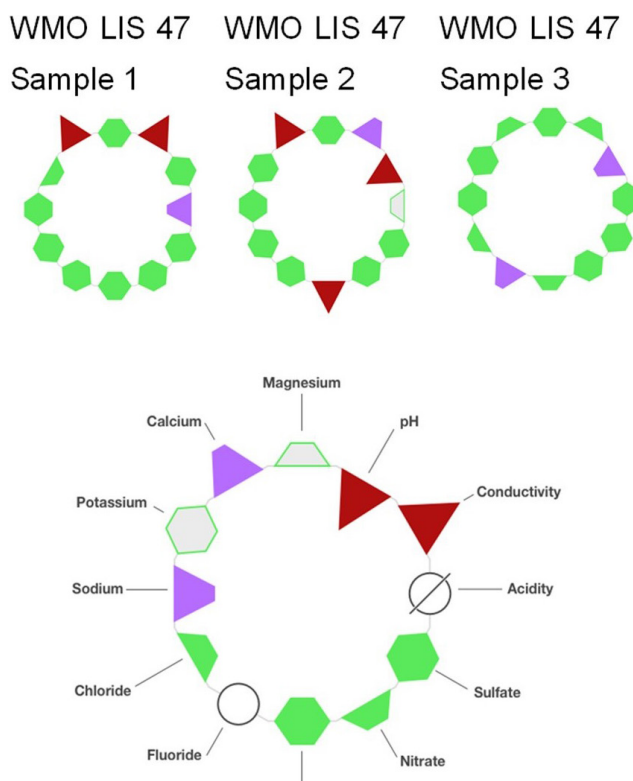 WMO LIS 47 WMO LIS 47 WMO LIS 47
Sample 1 Sample 2 Sample 3
Magnesium
Calcium
pH
Potassium
Conductivity
Sodium
Acidity
Chloride
Sulfate
Fluoride
Nitrate